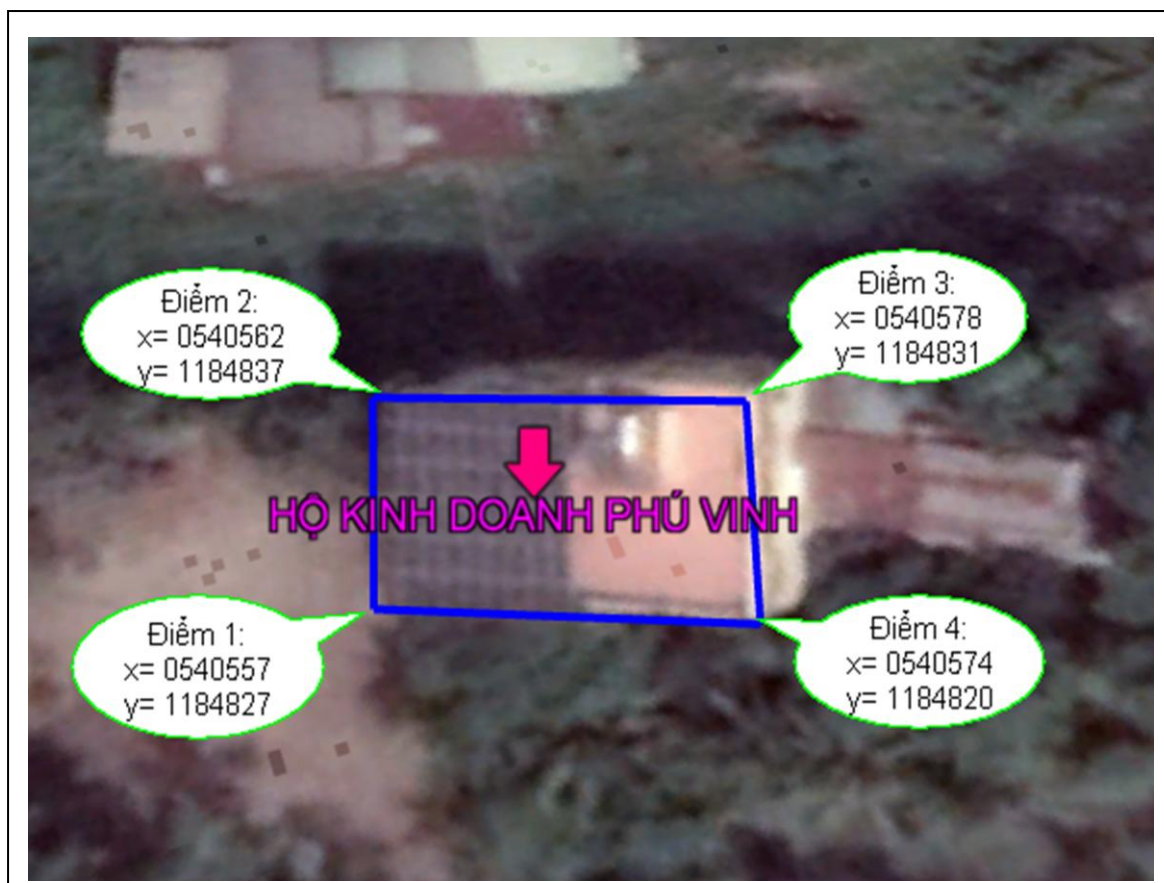 Điểm 2:
x= 0540562
y= 1184837
Điểm 3:
x= 0540578
y= 1184831
HỘ KINH DOANH PHÚ VINH
Điểm 1:
x= 0540557
y= 1184827
Điểm 4:
x= 0540574
y= 1184820